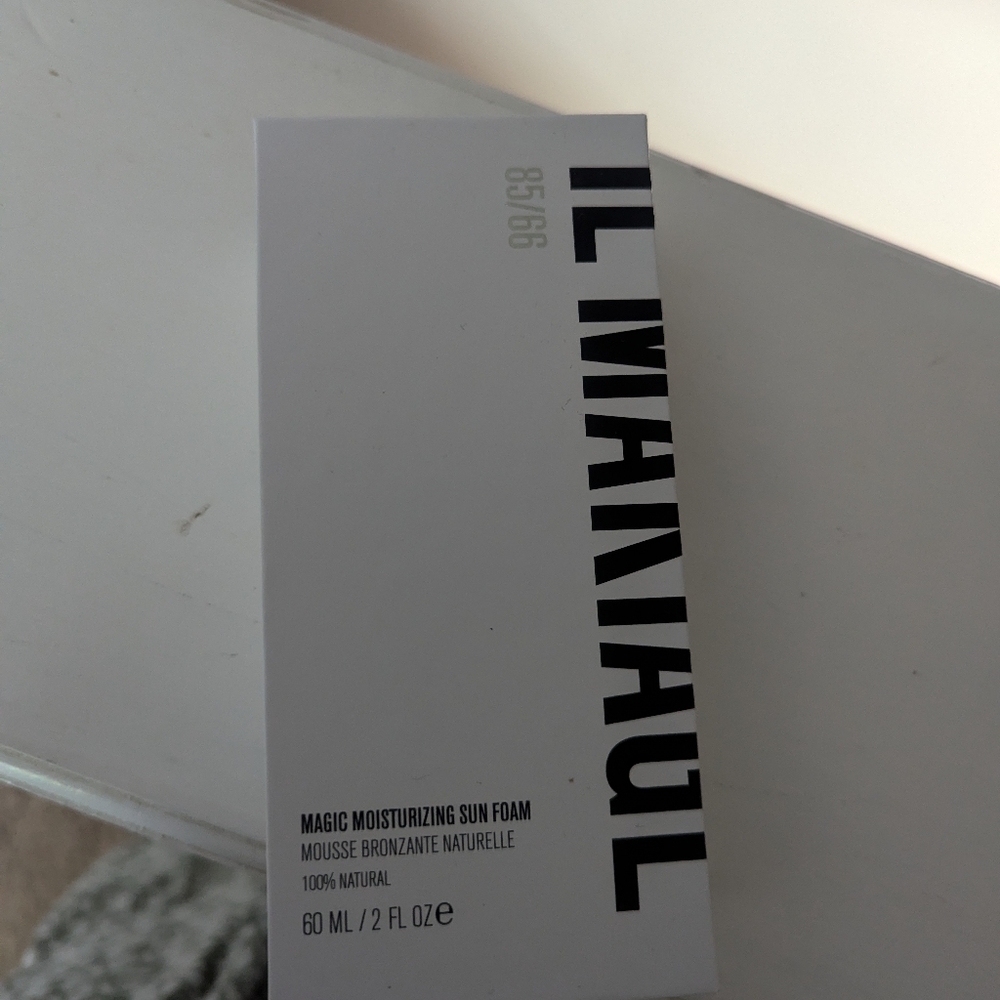 85/66
IL MAKIAGE
MAGIC MOISTURIZING SUN FOAM
MOUSSE BRONZANTE NATURELLE
100% NATURAL
60 ML / 2 FL OZ e